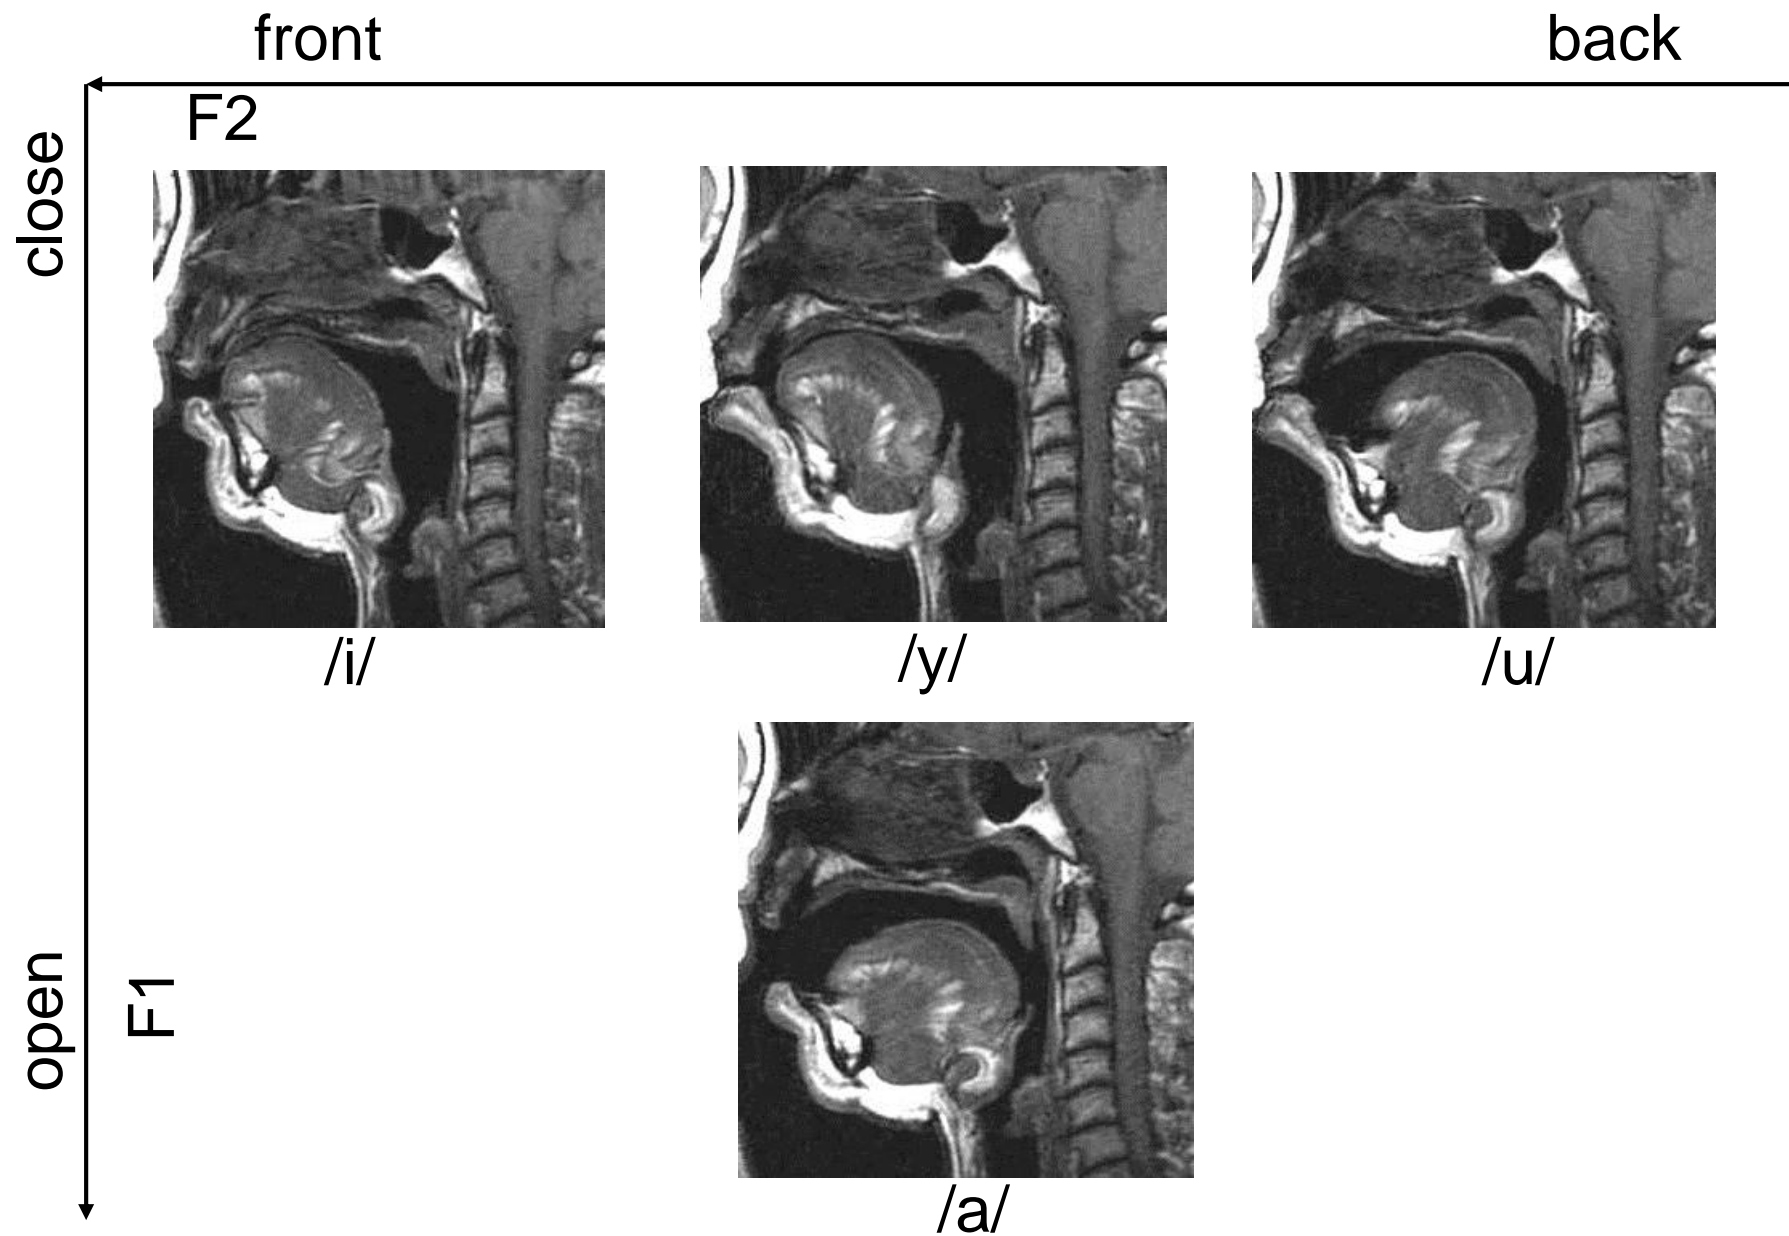 front
back
F2
close
/i/
/y/
/u/
open
F1
/a/